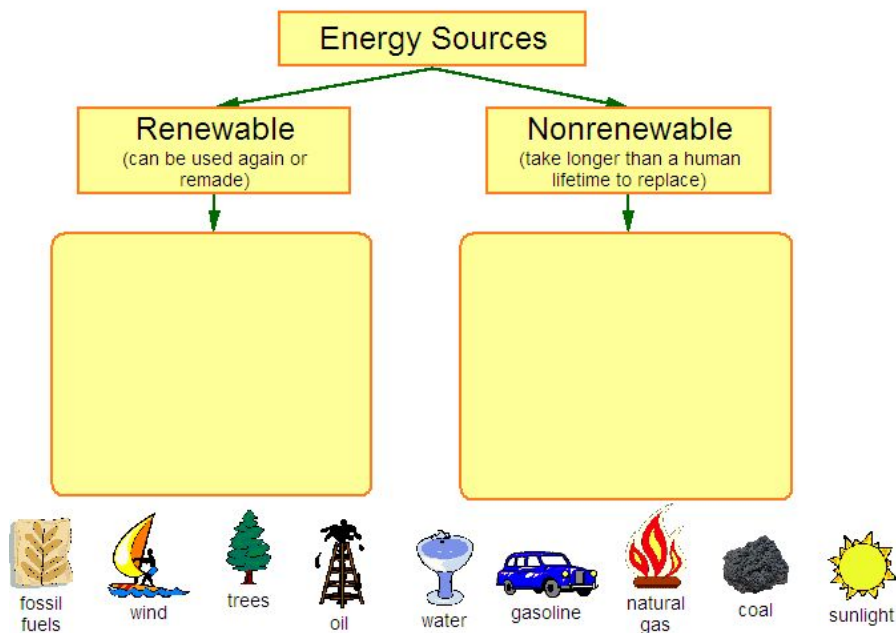 Energy Sources
Renewable
(can be used again or
remade)
Nonrenewable
(take longer than a human
lifetime to replace)
fossil
fuels
wind
trees
oil
water
gasoline
natural
gas
coal
sunlight